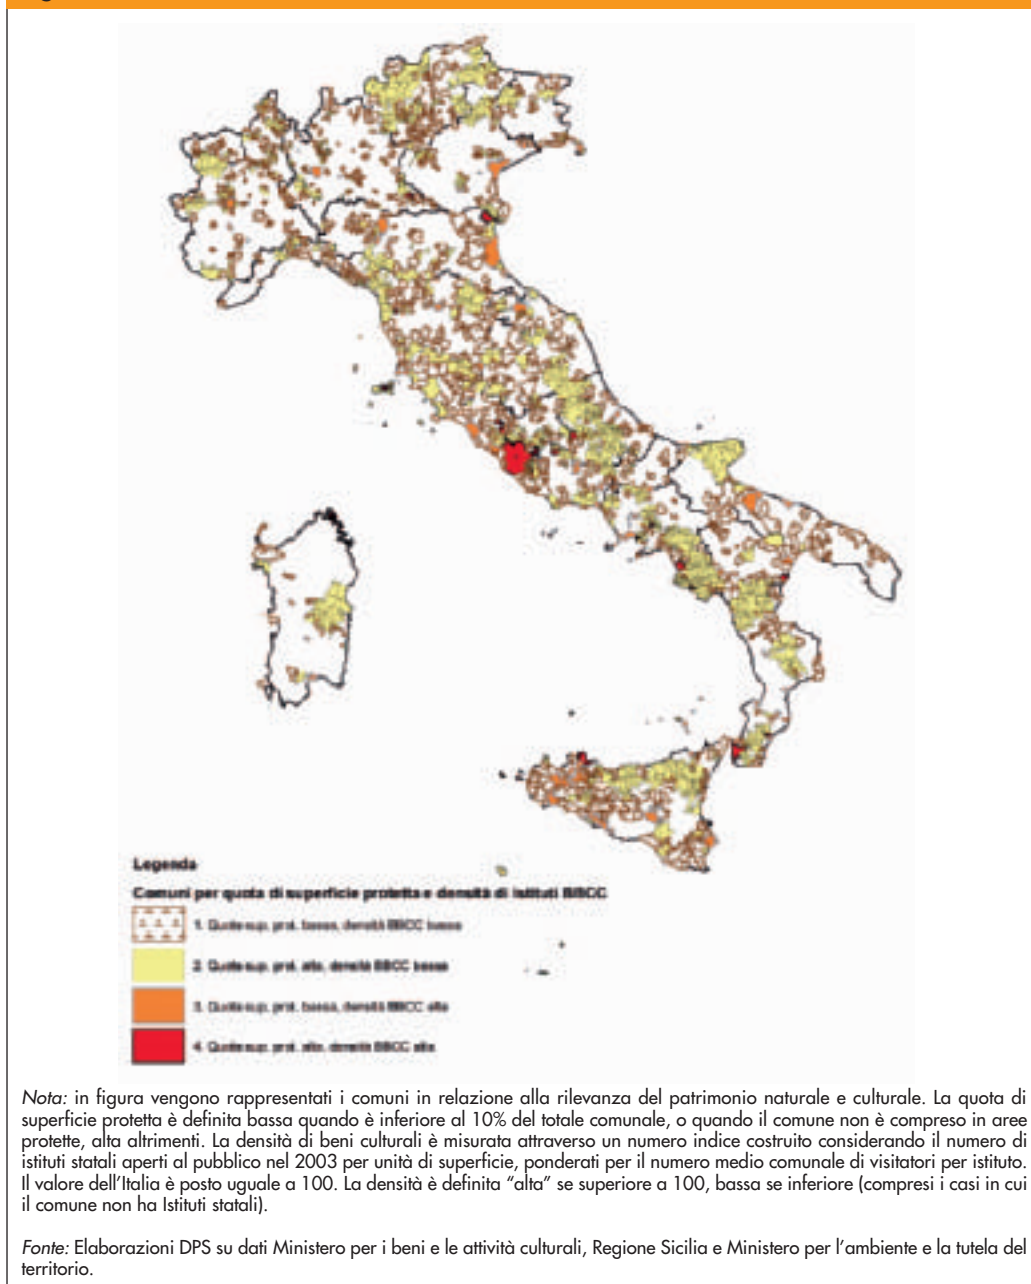 Legenda
Comuni per quota di superficie protetta e densità di istituti BBCC
1. Quota sup. prot. bassa, densità BBCC bassa
2. Quota sup. prot. alta, densità BBCC bassa
3. Quota sup. prot. bassa, densità BBCC alta
4. Quota sup. prot. alta, densità BBCC alta
Nota: in figura vengono rappresentati i comuni in relazione alla rilevanza del patrimonio naturale e culturale. La quota di
superficie protetta è definita bassa quando è inferiore al 10% del totale comunale, o quando il comune non è compreso in aree
protette, alta altrimenti. La densità di beni culturali è misurata attraverso un numero indice costruito considerando il numero di
istituti statali aperti al pubblico nel 2003 per unità di superficie, ponderati per il numero medio comunale di visitatori per istituto.
Il valore dell'Italia è posto uguale a 100. La densità è definita "alta" se superiore a 100, bassa se inferiore (compresi i casi in cui
il comune non ha Istituti statali).
Fonte: Elaborazioni DPS su dati Ministero per i beni e le attività culturali, Regione Sicilia e Ministero per l'ambiente e la tutela del
territorio.